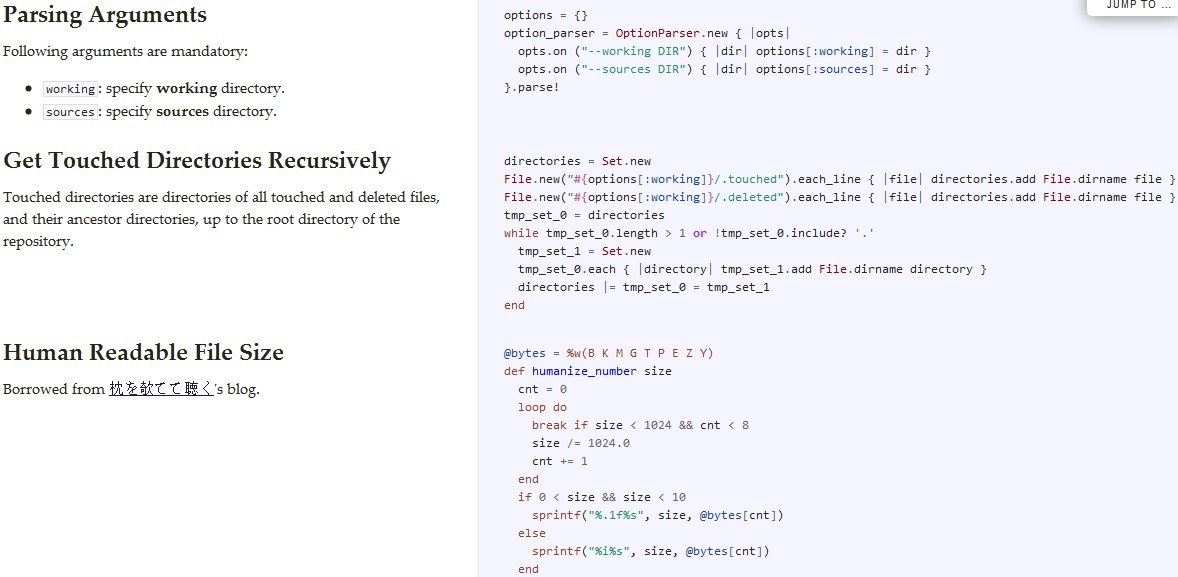 JUMP TO ...
Parsing Arguments
Following arguments are mandatory:
working: specify working directory.
sources: specify sources directory.
options = {}
option_parser = OptionParser.new { |opts|
  opts.on ("--working DIR") { |dir| options[:working] = dir }
  opts.on ("--sources DIR") { |dir| options[:sources] = dir }
}.parse!
Get Touched Directories Recursively
Touched directories are directories of all touched and deleted files,
and their ancestor directories, up to the root directory of the
repository.
directories = Set.new
File.new("#{options[:working]}/.touched").each_line { |file| directories.add File.dirname file }
File.new("#{options[:working]}/.deleted").each_line { |file| directories.add File.dirname file }
tmp_set_0 = directories
while tmp_set_0.length > 1 or !tmp_set_0.include? '.'
  tmp_set_1 = Set.new
  tmp_set_0.each { |directory| tmp_set_1.add File.dirname directory }
  directories |= tmp_set_0 = tmp_set_1
end
Human Readable File Size
Borrowed from 枕を欹てて聴く's blog.
@bytes = %w(B K M G T P E Z Y)
def humanize_number size
  cnt = 0
  loop do
    break if size < 1024 && cnt < 8
    size /= 1024.0
    cnt += 1
  end
  if 0 < size && size < 10
    sprintf("%.1f%s", size, @bytes[cnt])
  else
    sprintf("%i%s", size, @bytes[cnt])
  end